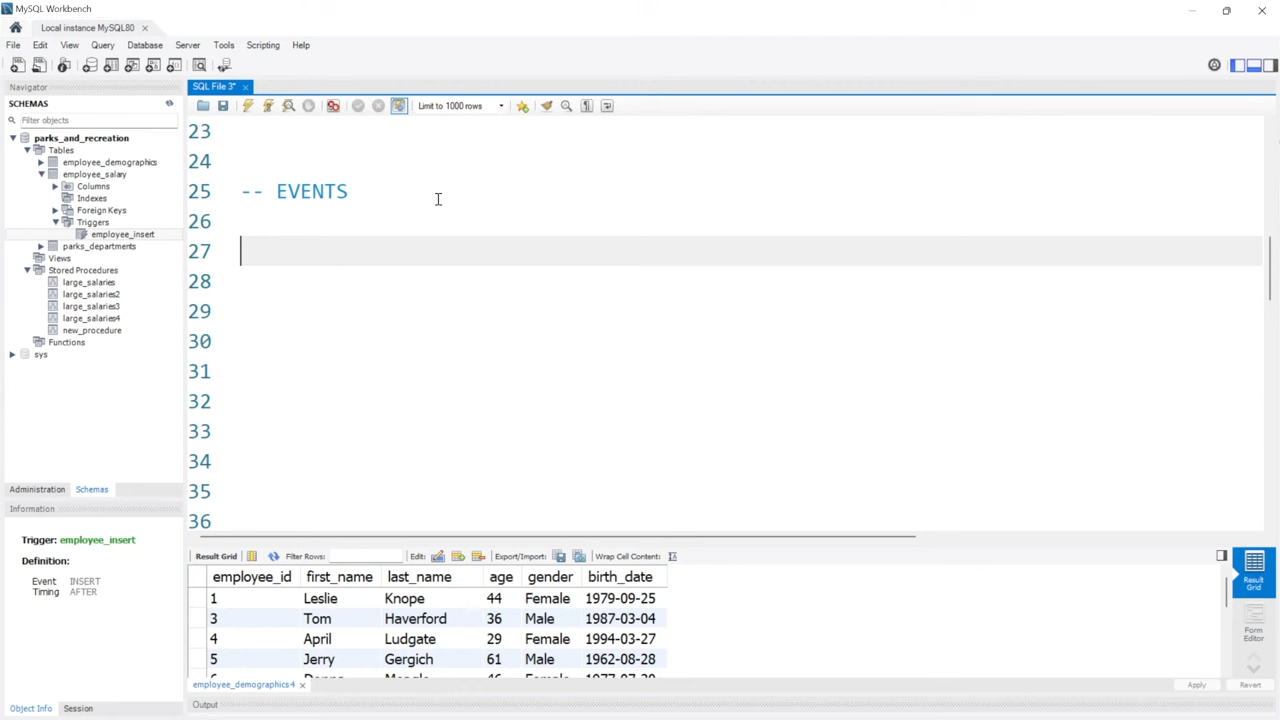 MySQL Workbench
Local instance MySQL80
File Edit View Query Database Server Tools Scripting Help
Navigator
SCHEMAS
Filter objects
parks_and_recreation
Tables
employee_demographics
employee_salary
Columns
Indexes
Foreign Keys
Triggers
employee_insert
parks_departments
Views
Stored Procedures
large_salaries
large_salaries2
large_salaries3
large_salaries4
new_procedure
Functions
sys
Administration Schemas
Information
Trigger: employee_insert
Definition:
Event INSERT
Timing AFTER
Object Info Session
SQL File 3*
Limit to 1000 rows
23
24
25 -- EVENTS
26
27
28
29
30
31
32
33
34
35
36
Result Grid Filter Rows: Edit: Export/Import: Wrap Cell Content:
employee_id first_name last_name age gender birth_date
1 Leslie Knope 44 Female 1979-09-25
3 Tom Haverford 36 Male 1987-03-04
4 April Ludgate 29 Female 1994-03-27
5 Jerry Gergich 61 Male 1962-08-28
Result Grid
Form Editor
employee_demographics4
Apply Revert
Output